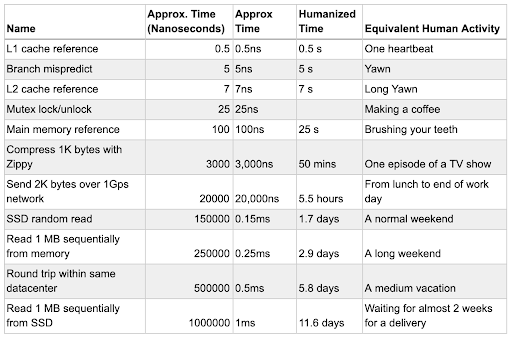 Name | Approx. Time (Nanoseconds) | Approx Time | Humanized Time | Equivalent Human Activity
L1 cache reference | 0.5 | 0.5ns | 0.5 s | One heartbeat
Branch mispredict | 5 | 5ns | 5 s | Yawn
L2 cache reference | 7 | 7ns | 7 s | Long Yawn
Mutex lock/unlock | 25 | 25ns | | Making a coffee
Main memory reference | 100 | 100ns | 25 s | Brushing your teeth
Compress 1K bytes with Zippy | 3000 | 3,000ns | 50 mins | One episode of a TV show
Send 2K bytes over 1Gps network | 20000 | 20,000ns | 5.5 hours | From lunch to end of work day
SSD random read | 150000 | 0.15ms | 1.7 days | A normal weekend
Read 1 MB sequentially from memory | 250000 | 0.25ms | 2.9 days | A long weekend
Round trip within same datacenter | 500000 | 0.5ms | 5.8 days | A medium vacation
Read 1 MB sequentially from SSD | 1000000 | 1ms | 11.6 days | Waiting for almost 2 weeks for a delivery